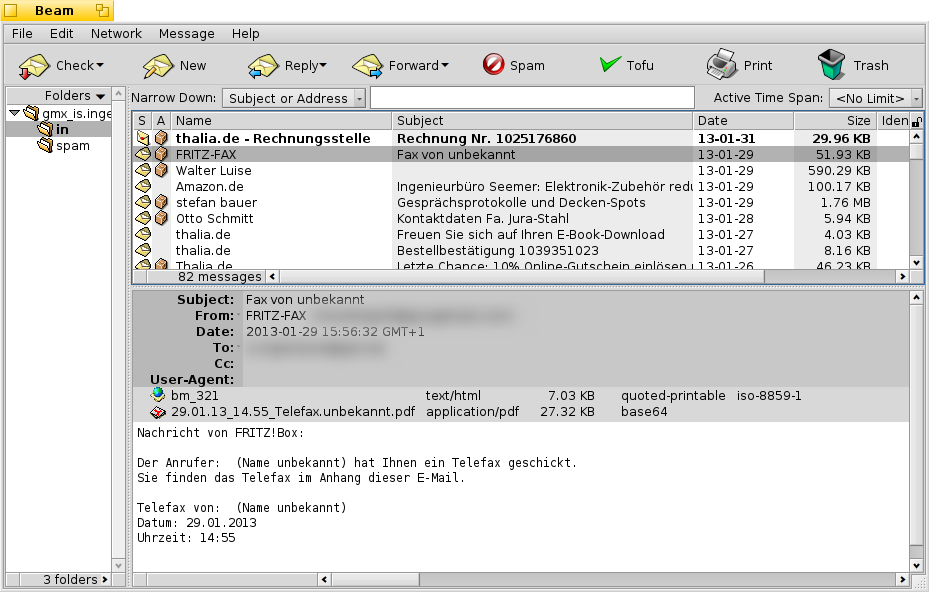 Beam
File Edit Network Message Help
Check New Reply Forward Spam Tofu Print Trash
Folders
gmx_is.inge
in
spam
3 folders
Narrow Down: Subject or Address Active Time Span: <No Limit>
S A Name Subject Date Size Iden
thalia.de - Rechnungsstelle Rechnung Nr. 1025176860 13-01-31 29.96 KB
FRITZ-FAX Fax von unbekannt 13-01-29 51.93 KB
Walter Luise 13-01-29 590.29 KB
Amazon.de Ingenieurbüro Seemer: Elektronik-Zubehör redu 13-01-29 100.17 KB
stefan bauer Gesprächsprotokolle und Decken-Spots 13-01-29 1.76 MB
Otto Schmitt Kontaktdaten Fa. Jura-Stahl 13-01-28 5.94 KB
thalia.de Freuen Sie sich auf Ihren E-Book-Download 13-01-27 4.03 KB
thalia.de Bestellbestätigung 1039351023 13-01-27 8.16 KB
Thalia.de Letzte Chance: 10% Online-Gutschein einlösen 13-01-26 46.23 KB
82 messages
Subject: Fax von unbekannt
From: FRITZ-FAX
Date: 2013-01-29 15:56:32 GMT+1
To:
Cc:
User-Agent:
bm_321 text/html 7.03 KB quoted-printable iso-8859-1
29.01.13_14.55_Telefax.unbekannt.pdf application/pdf 27.32 KB base64
Nachricht von FRITZ!Box:
Der Anrufer: (Name unbekannt) hat Ihnen ein Telefax geschickt.
Sie finden das Telefax im Anhang dieser E-Mail.
Telefax von: (Name unbekannt)
Datum: 29.01.2013
Uhrzeit: 14:55